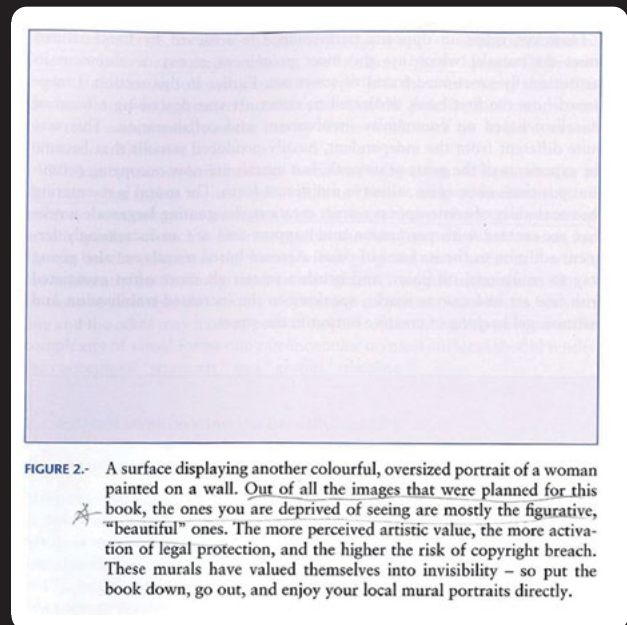 FIGURE 2.- A surface displaying another colourful, oversized portrait of a woman
painted on a wall. Out of all the images that were planned for this
book, the ones you are deprived of seeing are mostly the figurative,
“beautiful” ones. The more perceived artistic value, the more activa-
tion of legal protection, and the higher the risk of copyright breach.
These murals have valued themselves into invisibility – so put the
book down, go out, and enjoy your local mural portraits directly.